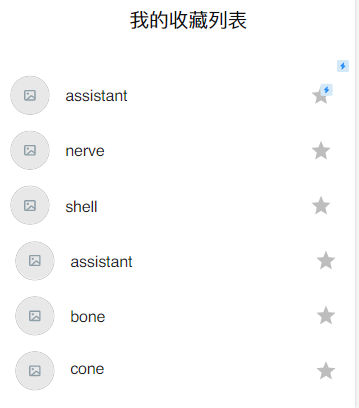 我的收藏列表
assistant
nerve
shell
assistant
bone
cone